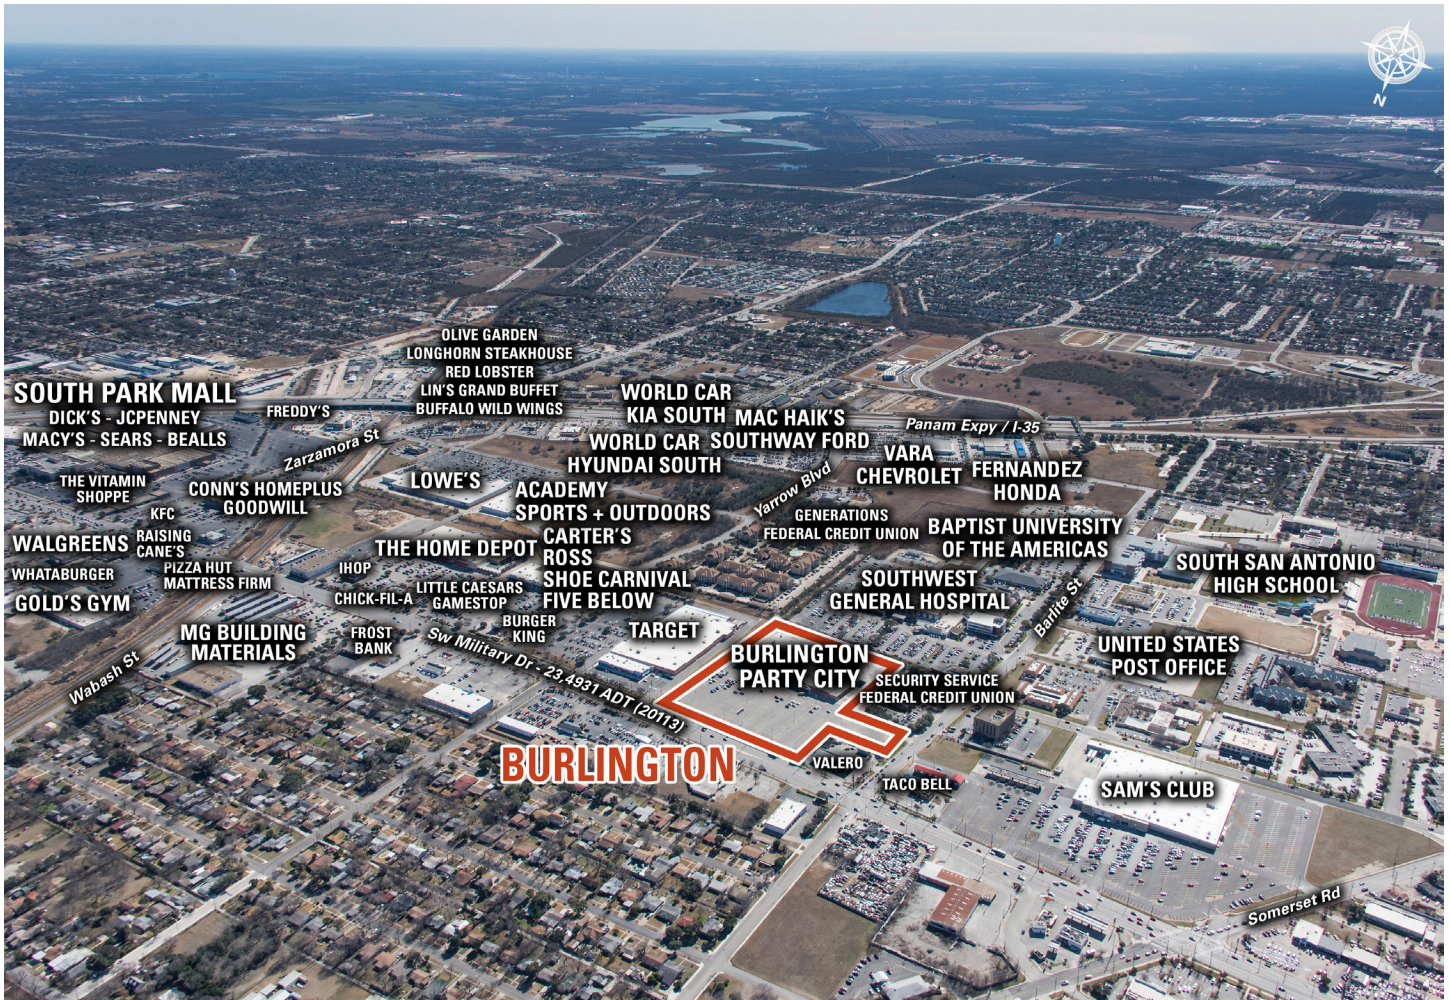 N
OLIVE GARDEN
LONGHORN STEAKHOUSE
RED LOBSTER
LIN'S GRAND BUFFET
BUFFALO WILD WINGS
SOUTH PARK MALL
DICK'S - JCPENNEY
MACY'S - SEARS - BEALLS
FREDDY'S
Zarzamora St
WORLD CAR
KIA SOUTH
MAC HAIK'S
SOUTHWAY FORD
WORLD CAR
HYUNDAI SOUTH
Panam Expy / I-35
VARA
CHEVROLET
FERNANDEZ
HONDA
THE VITAMIN
SHOPPE
CONN'S HOMEPLUS
GOODWILL
LOWE'S
ACADEMY
SPORTS + OUTDOORS
Yarrow Blvd
GENERATIONS
FEDERAL CREDIT UNION
BAPTIST UNIVERSITY
OF THE AMERICAS
KFC
WALGREENS
RAISING
CANE'S
THE HOME DEPOT
CARTER'S
ROSS
SHOE CARNIVAL
FIVE BELOW
WHATABURGER
PIZZA HUT
MATTRESS FIRM
IHOP
CHICK-FIL-A
LITTLE CAESARS
GAMESTOP
SOUTHWEST
GENERAL HOSPITAL
SOUTH SAN ANTONIO
HIGH SCHOOL
GOLD'S GYM
BURGER
KING
TARGET
Barlite St
MG BUILDING
MATERIALS
FROST
BANK
Sw Military Dr - 23,4931 ADT (20113)
BURLINGTON
PARTY CITY
UNITED STATES
POST OFFICE
Wabash St
SECURITY SERVICE
FEDERAL CREDIT UNION
BURLINGTON
VALERO
TACO BELL
SAM'S CLUB
Somerset Rd